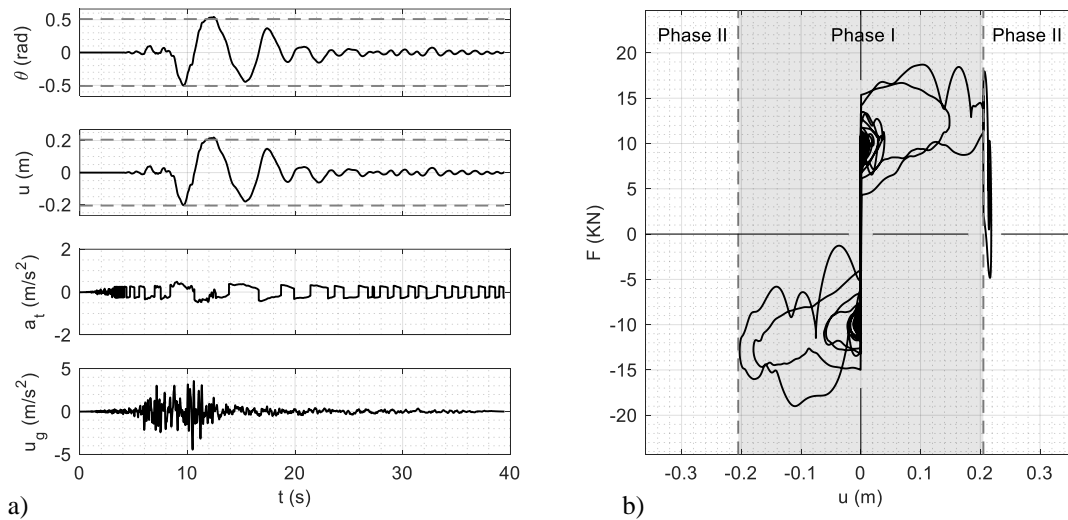 0.5
0
-0.5
θ (rad)
0.2
0
-0.2
u (m)
2
0
-2
a_t (m/s²)
5
0
-5
u_g (m/s²)
0 10 20 30 40
t (s)
a)
Phase II Phase I Phase II
20
15
10
5
0
-5
-10
-15
-20
F (KN)
-0.3 -0.2 -0.1 0 0.1 0.2 0.3
u (m)
b)